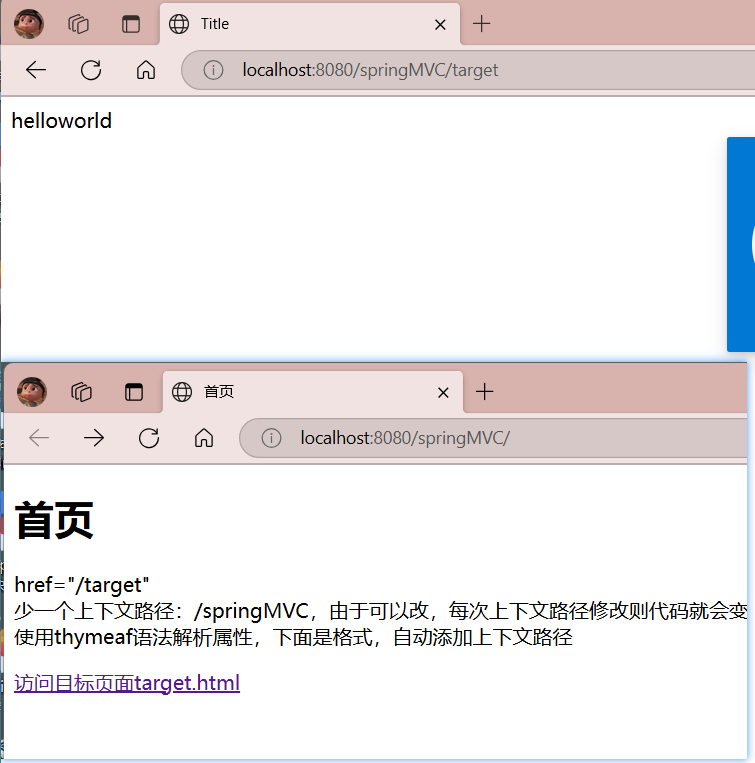 Title
localhost:8080/springMVC/target
helloworld
首页
localhost:8080/springMVC/
首页
href="/target"
少一个上下文路径：/springMVC，由于可以改，每次上下文路径修改则代码就会变
使用thymeaf语法解析属性，下面是格式，自动添加上下文路径
访问目标页面target.html